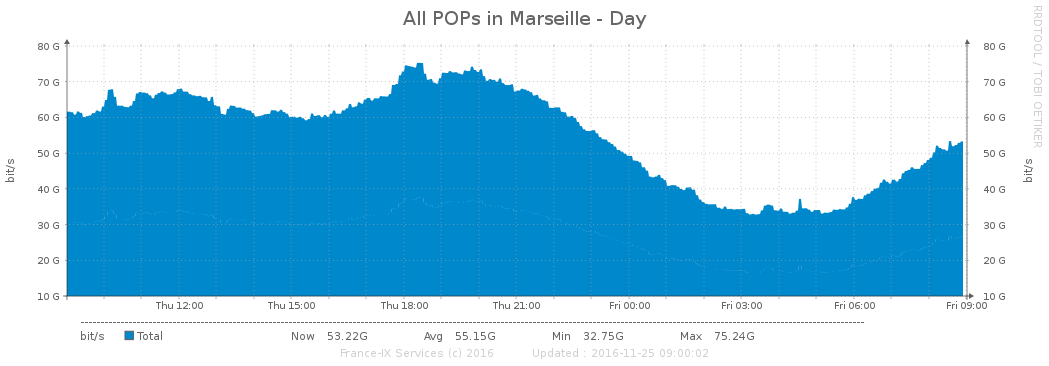 All POPs in Marseille - Day
RRDTOOL / TOBI OETIKER
80 G 80 G
70 G 70 G
60 G 60 G
50 G 50 G
40 G 40 G
30 G 30 G
20 G 20 G
10 G 10 G
bit/s
bit/s
Thu 12:00 Thu 15:00 Thu 18:00 Thu 21:00 Fri 00:00 Fri 03:00 Fri 06:00 Fri 09:00
bit/s Total Now 53.22G Avg 55.15G Min 32.75G Max 75.24G
France-IX Services (c) 2016 Updated : 2016-11-25 09:00:02